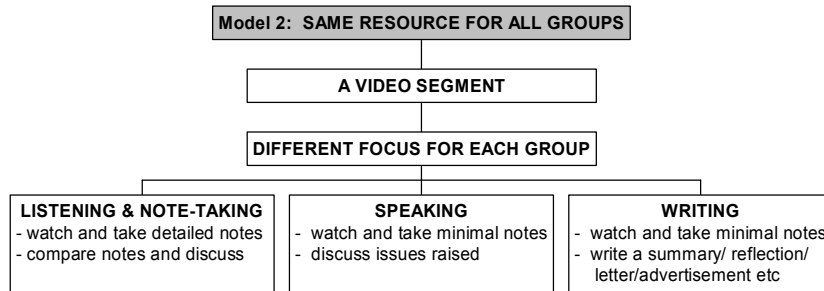 Model 2: SAME RESOURCE FOR ALL GROUPS
A VIDEO SEGMENT
DIFFERENT FOCUS FOR EACH GROUP
LISTENING & NOTE-TAKING
- watch and take detailed notes
- compare notes and discuss
SPEAKING
- watch and take minimal notes
- discuss issues raised
WRITING
- watch and take minimal notes
- write a summary/ reflection/
letter/advertisement etc